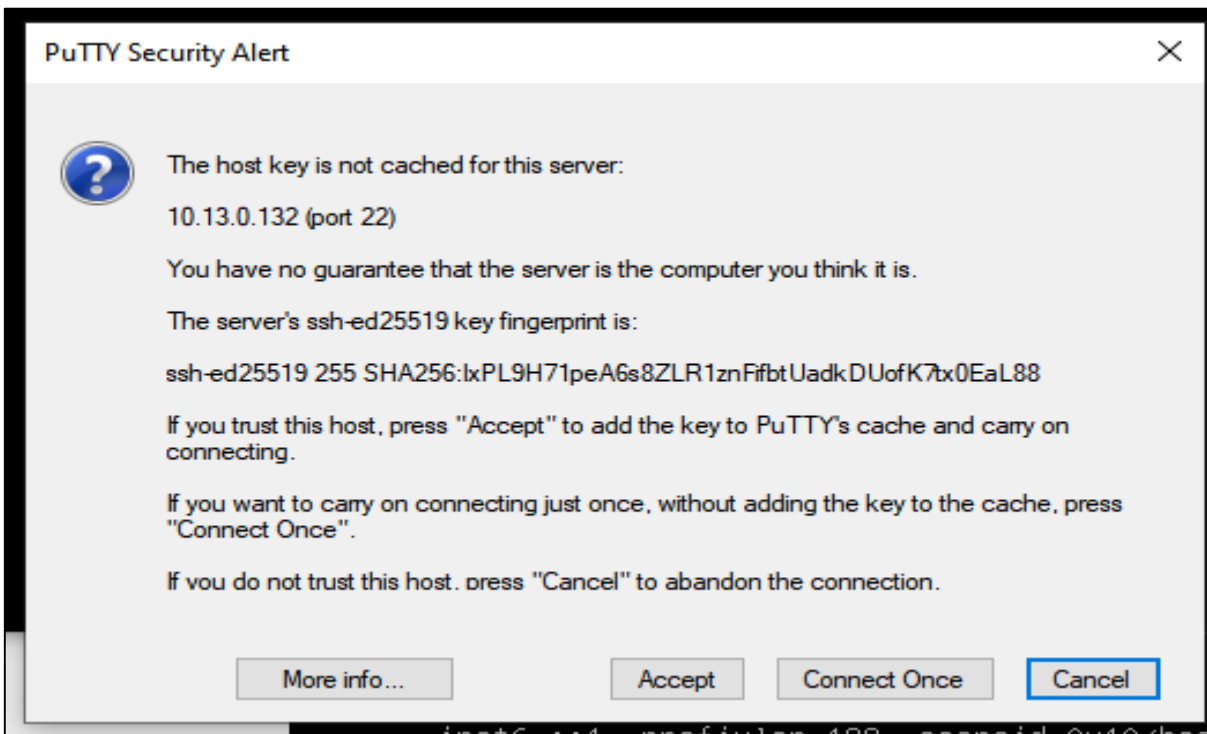 PuTTY Security Alert
The host key is not cached for this server:
10.13.0.132 (port 22)
You have no guarantee that the server is the computer you think it is.
The server's ssh-ed25519 key fingerprint is:
ssh-ed25519 255 SHA256:lxPL9H71peA6s8ZLR1znFifbtUadkDUofK7tx0EaL88
If you trust this host, press "Accept" to add the key to PuTTY's cache and carry on
connecting.
If you want to carry on connecting just once, without adding the key to the cache, press
"Connect Once".
If you do not trust this host, press "Cancel" to abandon the connection.
More info... Accept Connect Once Cancel